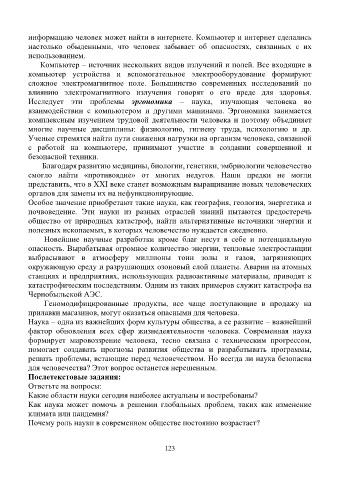 информацию человек может найти в интернете. Компьютер и интернет сделались
настолько обыденными, что человек забывает об опасностях, связанных с их
использованием.
Компьютер – источник нескольких видов излучений и полей. Все входящие в
компьютер устройства и вспомогательное электрооборудование формируют
сложное электромагнитное поле. Большинство современных исследований по
влиянию электромагнитного излучения говорит о его вреде для здоровья.
Исследует эти проблемы эргономика – наука, изучающая человека во
взаимодействии с компьютером и другими машинами. Эргономика занимается
комплексным изучением трудовой деятельности человека и поэтому объединяет
многие научные дисциплины: физиологию, гигиену труда, психологию и др.
Ученые стремятся найти пути снижения нагрузки на организм человека, связанной
с работой на компьютере, принимают участие в создании совершенной и
безопасной техники.
Благодаря развитию медицины, биологии, генетики, эмбриологии человечество
смогло найти «противоядие» от многих недугов. Наши предки не могли
представить, что в XXI веке станет возможным выращивание новых человеческих
органов для замены их на нефункционирующие.
Особое значение приобретают такие науки, как география, геология, энергетика и
почвоведение. Эти науки из разных отраслей знаний пытаются предостеречь
общество от природных катастроф, найти альтернативные источники энергии и
полезных ископаемых, в которых человечество нуждается ежедневно.
Новейшие научные разработки кроме благ несут в себе и потенциальную
опасность. Вырабатывая огромное количество энергии, тепловые электростанции
выбрасывают в атмосферу миллионы тонн золы и газов, загрязняющих
окружающую среду и разрушающих озоновый слой планеты. Аварии на атомных
станциях и предприятиях, использующих радиоактивные материалы, приводят к
катастрофическим последствиям. Одним из таких примеров служит катастрофа на
Чернобыльской АЭС.
Геномодифицированные продукты, все чаще поступающие в продажу на
прилавки магазинов, могут оказаться опасными для человека.
Наука – одна из важнейших форм культуры общества, а ее развитие – важнейший
фактор обновления всех сфер жизнедеятельности человека. Современная наука
формирует мировоззрение человека, тесно связана с техническим прогрессом,
помогает создавать прогнозы развития общества и разрабатывать программы,
решать проблемы, встающие перед человечеством. Но всегда ли наука безопасна
для человечества? Этот вопрос остается нерешенным.
Послетекстовые задания:
Ответьте на вопросы:
Какие области науки сегодня наиболее актуальны и востребованы?
Как наука может помочь в решении глобальных проблем, таких как изменение
климата или пандемия?
Почему роль науки в современном обществе постоянно возрастает?
123